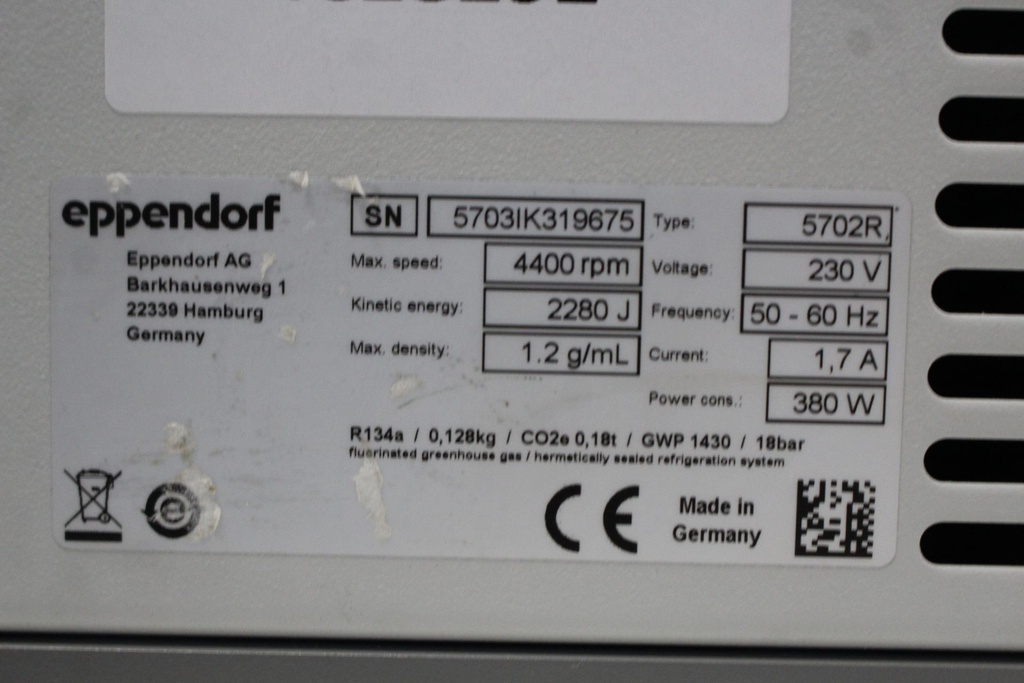 eppendorf
Eppendorf AG
Barkhausenweg 1
22339 Hamburg
Germany
SN 5703IK319675
Max. speed: 4400 rpm
Kinetic energy: 2280 J
Max. density: 1.2 g/mL
Type: 5702R
Voltage: 230 V
Frequency: 50 - 60 Hz
Current: 1,7 A
Power cons.: 380 W
R134a / 0,128kg / CO2e 0,18t / GWP 1430 / 18bar
fluorinated greenhouse gas / hermetically sealed refrigeration system
CE
Made in
Germany